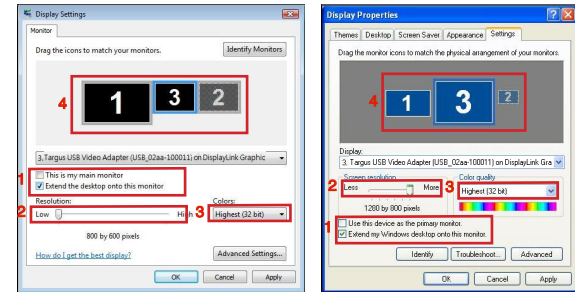 Display Settings
Monitor
Drag the icons to match your monitors.
Identify Monitors
4
1
3
2
3. Targus USB Video Adapter (USB_02aa-100011) on DisplayLink Graphic
1
This is my main monitor
Extend the desktop onto this monitor
Resolution:
Colors:
2
Low
High
3
Highest (32 bit)
800 by 600 pixels
How do I get the best display?
Advanced Settings...
OK
Cancel
Apply
Display Properties
Themes
Desktop
Screen Saver
Appearance
Settings
Drag the monitor icons to match the physical arrangement of your monitors.
4
1
3
2
Display:
3. Targus USB Video Adapter (USB_02aa-100011) on DisplayLink Gra
Screen resolution
Color quality
2
Less
More
3
Highest (32 bit)
1280 by 800 pixels
1
Use this device as the primary monitor.
Extend my Windows desktop onto this monitor.
Identify
Troubleshoot...
Advanced
OK
Cancel
Apply